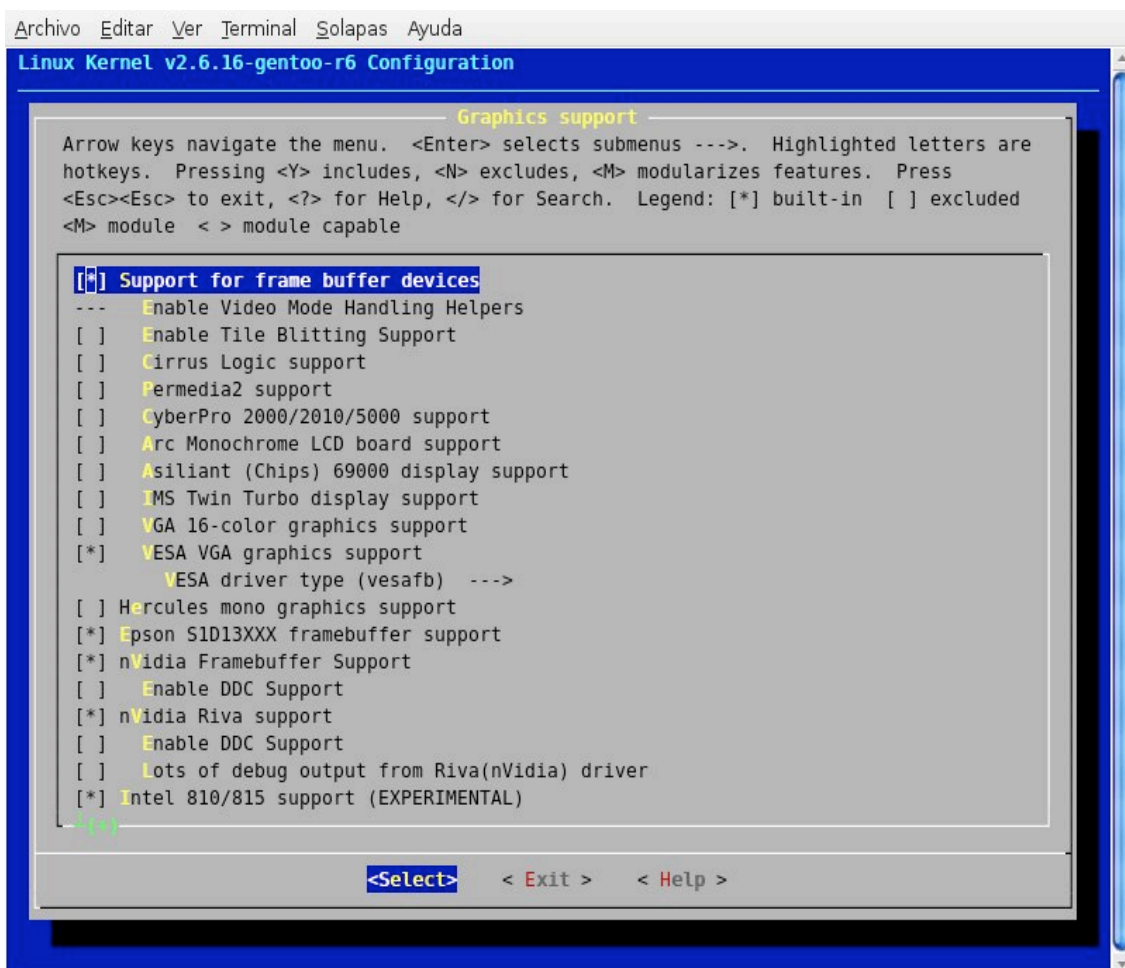 Archivo Editar Ver Terminal Solapas Ayuda
Linux Kernel v2.6.16-gentoo-r6 Configuration
Graphics support
Arrow keys navigate the menu. <Enter> selects submenus --->. Highlighted letters are
hotkeys. Pressing <Y> includes, <N> excludes, <M> modularizes features. Press
<Esc><Esc> to exit, <?> for Help, </> for Search. Legend: [*] built-in [ ] excluded
<M> module < > module capable
[*] Support for frame buffer devices
--- Enable Video Mode Handling Helpers
[ ] Enable Tile Blitting Support
[ ] Cirrus Logic support
[ ] Permedia2 support
[ ] CyberPro 2000/2010/5000 support
[ ] Arc Monochrome LCD board support
[ ] Asiliant (Chips) 69000 display support
[ ] IMS Twin Turbo display support
[ ] VGA 16-color graphics support
[*] VESA VGA graphics support
VESA driver type (vesafb) --->
[ ] Hercules mono graphics support
[*] Epson S1D13XXX framebuffer support
[*] nVidia Framebuffer Support
[ ] Enable DDC Support
[*] nVidia Riva support
[ ] Enable DDC Support
[ ] Lots of debug output from Riva(nVidia) driver
[*] Intel 810/815 support (EXPERIMENTAL)
(+)
<Select> < Exit > < Help >